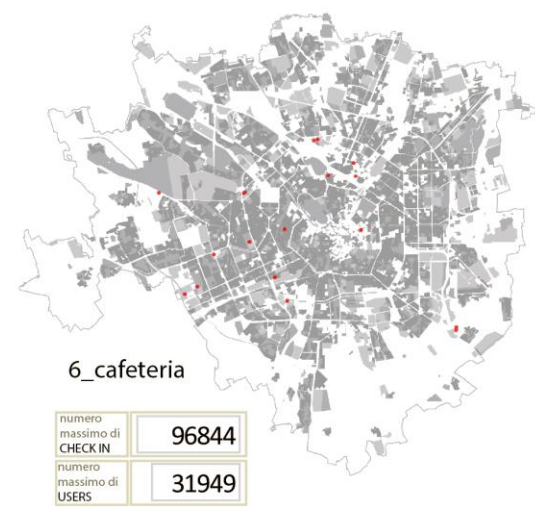 6_cafeteria
numero
massimo di
CHECK IN
96844
numero
massimo di
USERS
31949